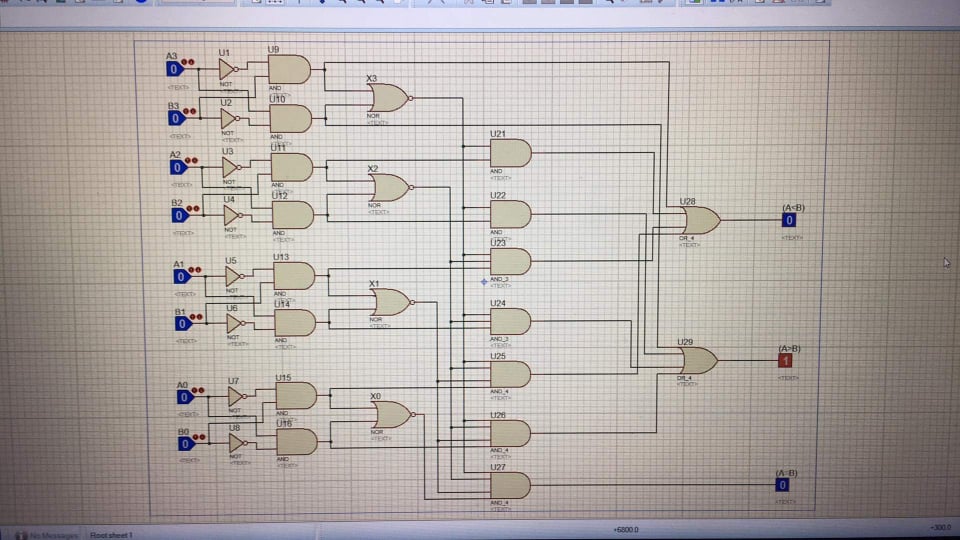 A3
0
<TEXT>
U1
NOT
<TEXT>
U9
AND
<TEXT>
B3
0
<TEXT>
U2
NOT
<TEXT>
U10
AND
<TEXT>
X3
NOR
<TEXT>
A2
0
<TEXT>
U3
NOT
<TEXT>
U11
AND
<TEXT>
B2
0
<TEXT>
U4
NOT
<TEXT>
U12
AND
<TEXT>
X2
NOR
<TEXT>
A1
0
<TEXT>
U5
NOT
<TEXT>
U13
AND
<TEXT>
B1
0
<TEXT>
U6
NOT
<TEXT>
U14
AND
<TEXT>
X1
NOR
<TEXT>
A0
0
<TEXT>
U7
NOT
<TEXT>
U15
AND
<TEXT>
B0
0
<TEXT>
U8
NOT
<TEXT>
U16
AND
<TEXT>
X0
NOR
<TEXT>
U21
AND
<TEXT>
U22
AND
<TEXT>
U23
AND_3
<TEXT>
U24
AND_3
<TEXT>
U25
AND_4
<TEXT>
U26
AND_4
<TEXT>
U27
AND_4
<TEXT>
U28
OR_4
<TEXT>
U29
OR_4
<TEXT>
(A<B)
0
<TEXT>
(A>B)
1
<TEXT>
(A=B)
0
<TEXT>
No Messages
Root sheet 1
+6800.0
+300.0